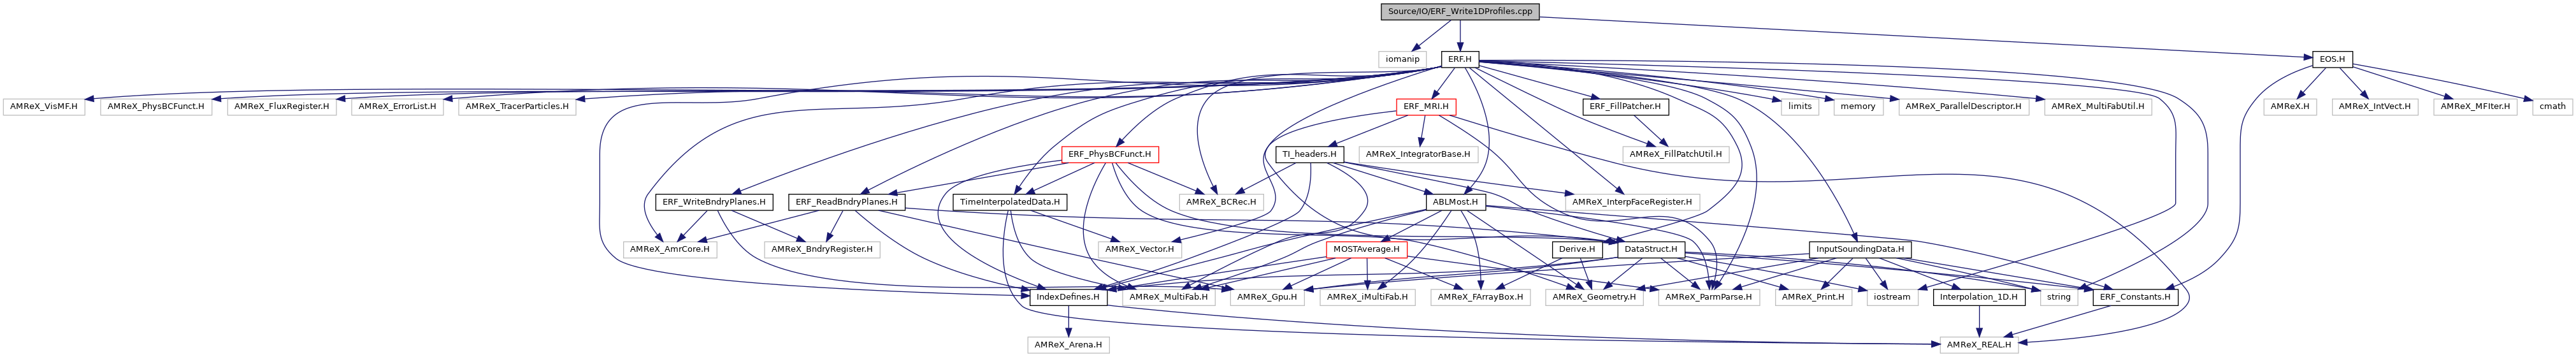 Source/IO/ERF_Write1DProfiles.cpp
iomanip
ERF.H
EOS.H
AMReX_VisMF.H
AMReX_PhysBCFunct.H
AMReX_FluxRegister.H
AMReX_ErrorList.H
AMReX_TracerParticles.H
ERF_MRI.H
ERF_FillPatcher.H
limits
memory
AMReX_ParallelDescriptor.H
AMReX_MultiFabUtil.H
AMReX.H
AMReX_IntVect.H
AMReX_MFIter.H
cmath
ERF_PhysBCFunct.H
TI_headers.H
AMReX_IntegratorBase.H
AMReX_FillPatchUtil.H
ERF_WriteBndryPlanes.H
ERF_ReadBndryPlanes.H
TimeInterpolatedData.H
AMReX_BCRec.H
ABLMost.H
AMReX_InterpFaceRegister.H
AMReX_AmrCore.H
AMReX_BndryRegister.H
AMReX_Vector.H
MOSTAverage.H
Derive.H
DataStruct.H
InputSoundingData.H
IndexDefines.H
AMReX_MultiFab.H
AMReX_Gpu.H
AMReX_iMultiFab.H
AMReX_FArrayBox.H
AMReX_Geometry.H
AMReX_ParmParse.H
AMReX_Print.H
iostream
Interpolation_1D.H
string
ERF_Constants.H
AMReX_Arena.H
AMReX_REAL.H